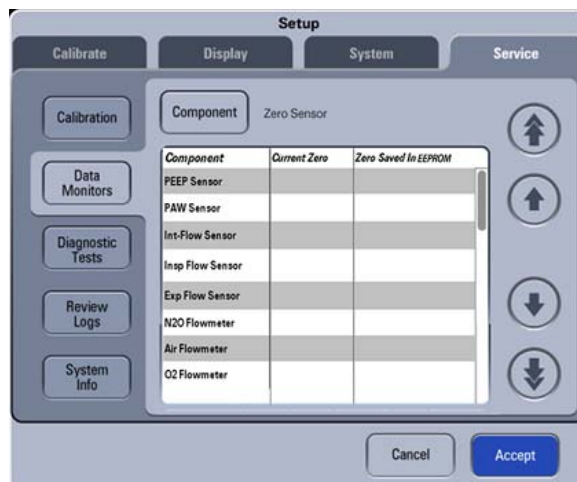 Setup
Calibrate Display System Service
Calibration
Data
Monitors
Diagnostic
Tests
Review
Logs
System
Info
Component Zero Sensor
Component Current Zero Zero Saved In EEPROM
PEEP Sensor
PAW Sensor
Int-Flow Sensor
Insp Flow Sensor
Exp Flow Sensor
N2O Flowmeter
Air Flowmeter
O2 Flowmeter
Cancel Accept